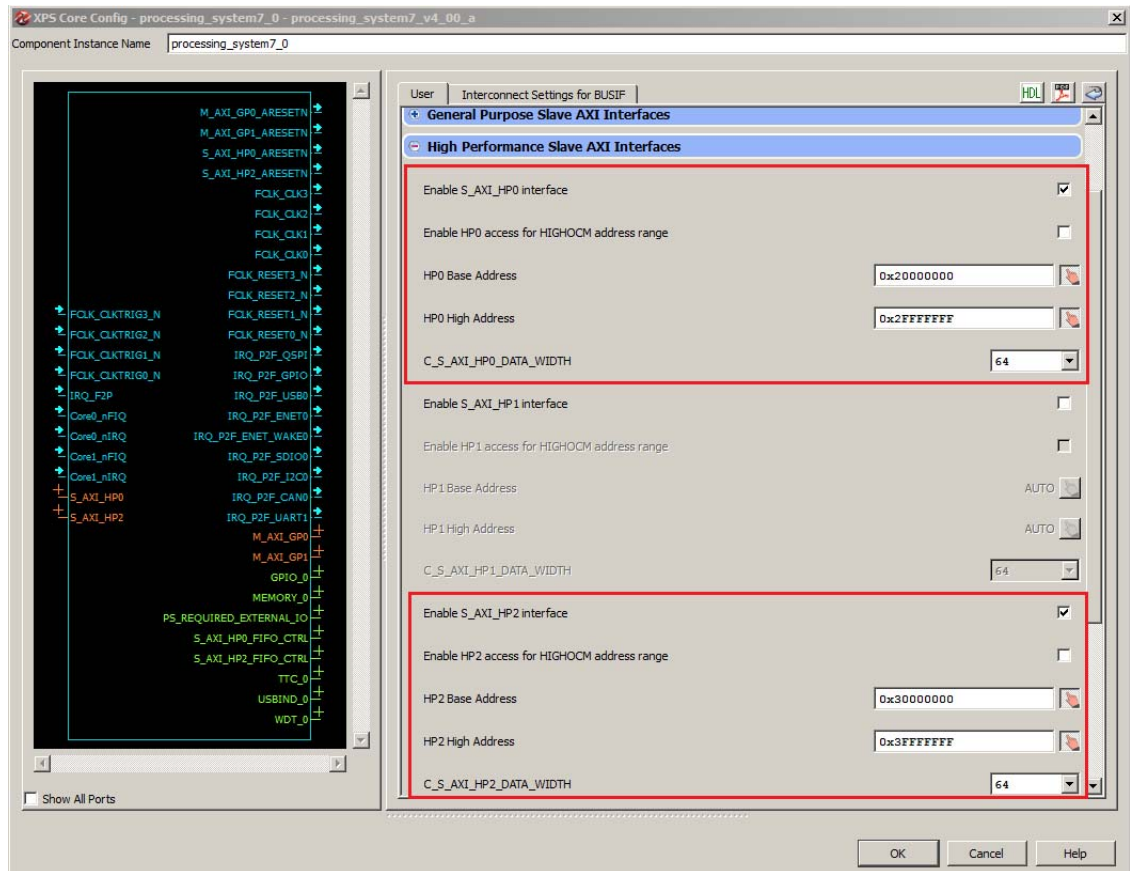 XPS Core Config - processing_system7_0 - processing_system7_v4_00_a
Component Instance Name processing_system7_0
M_AXI_GP0_ARESETN
M_AXI_GP1_ARESETN
S_AXI_HP0_ARESETN
S_AXI_HP2_ARESETN
FCLK_CLK3
FCLK_CLK2
FCLK_CLK1
FCLK_CLK0
FCLK_RESET3_N
FCLK_RESET2_N
FCLK_CLKTRIG3_N FCLK_RESET1_N
FCLK_CLKTRIG2_N FCLK_RESET0_N
FCLK_CLKTRIG1_N IRQ_P2F_QSPI
FCLK_CLKTRIG0_N IRQ_P2F_GPIO
IRQ_F2P IRQ_P2F_USB0
Core0_nFIQ IRQ_P2F_ENET0
Core0_nIRQ IRQ_P2F_ENET_WAKE0
Core1_nFIQ IRQ_P2F_SDIO0
Core1_nIRQ IRQ_P2F_I2C0
S_AXI_HP0 IRQ_P2F_CAN0
S_AXI_HP2 IRQ_P2F_UART1
M_AXI_GP0
M_AXI_GP1
GPIO_0
MEMORY_0
PS_REQUIRED_EXTERNAL_IO
S_AXI_HP0_FIFO_CTRL
S_AXI_HP2_FIFO_CTRL
TTC_0
USBIND_0
WDT_0
Show All Ports
User Interconnect Settings for BUSIF HDL
General Purpose Slave AXI Interfaces
High Performance Slave AXI Interfaces
Enable S_AXI_HP0 interface
Enable HP0 access for HIGHOCM address range
HP0 Base Address 0x20000000
HP0 High Address 0x2FFFFFFF
C_S_AXI_HP0_DATA_WIDTH 64
Enable S_AXI_HP1 interface
Enable HP1 access for HIGHOCM address range
HP1 Base Address AUTO
HP1 High Address AUTO
C_S_AXI_HP1_DATA_WIDTH 64
Enable S_AXI_HP2 interface
Enable HP2 access for HIGHOCM address range
HP2 Base Address 0x30000000
HP2 High Address 0x3FFFFFFF
C_S_AXI_HP2_DATA_WIDTH 64
OK Cancel Help